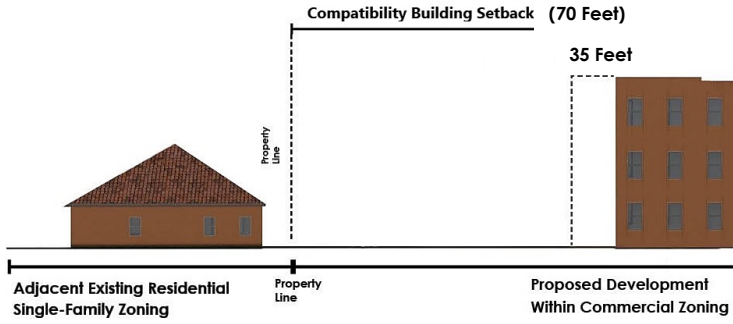 Compatibility Building Setback (70 Feet)
35 Feet
Property
Line
Adjacent Existing Residential
Single-Family Zoning
Property
Line
Proposed Development
Within Commercial Zoning